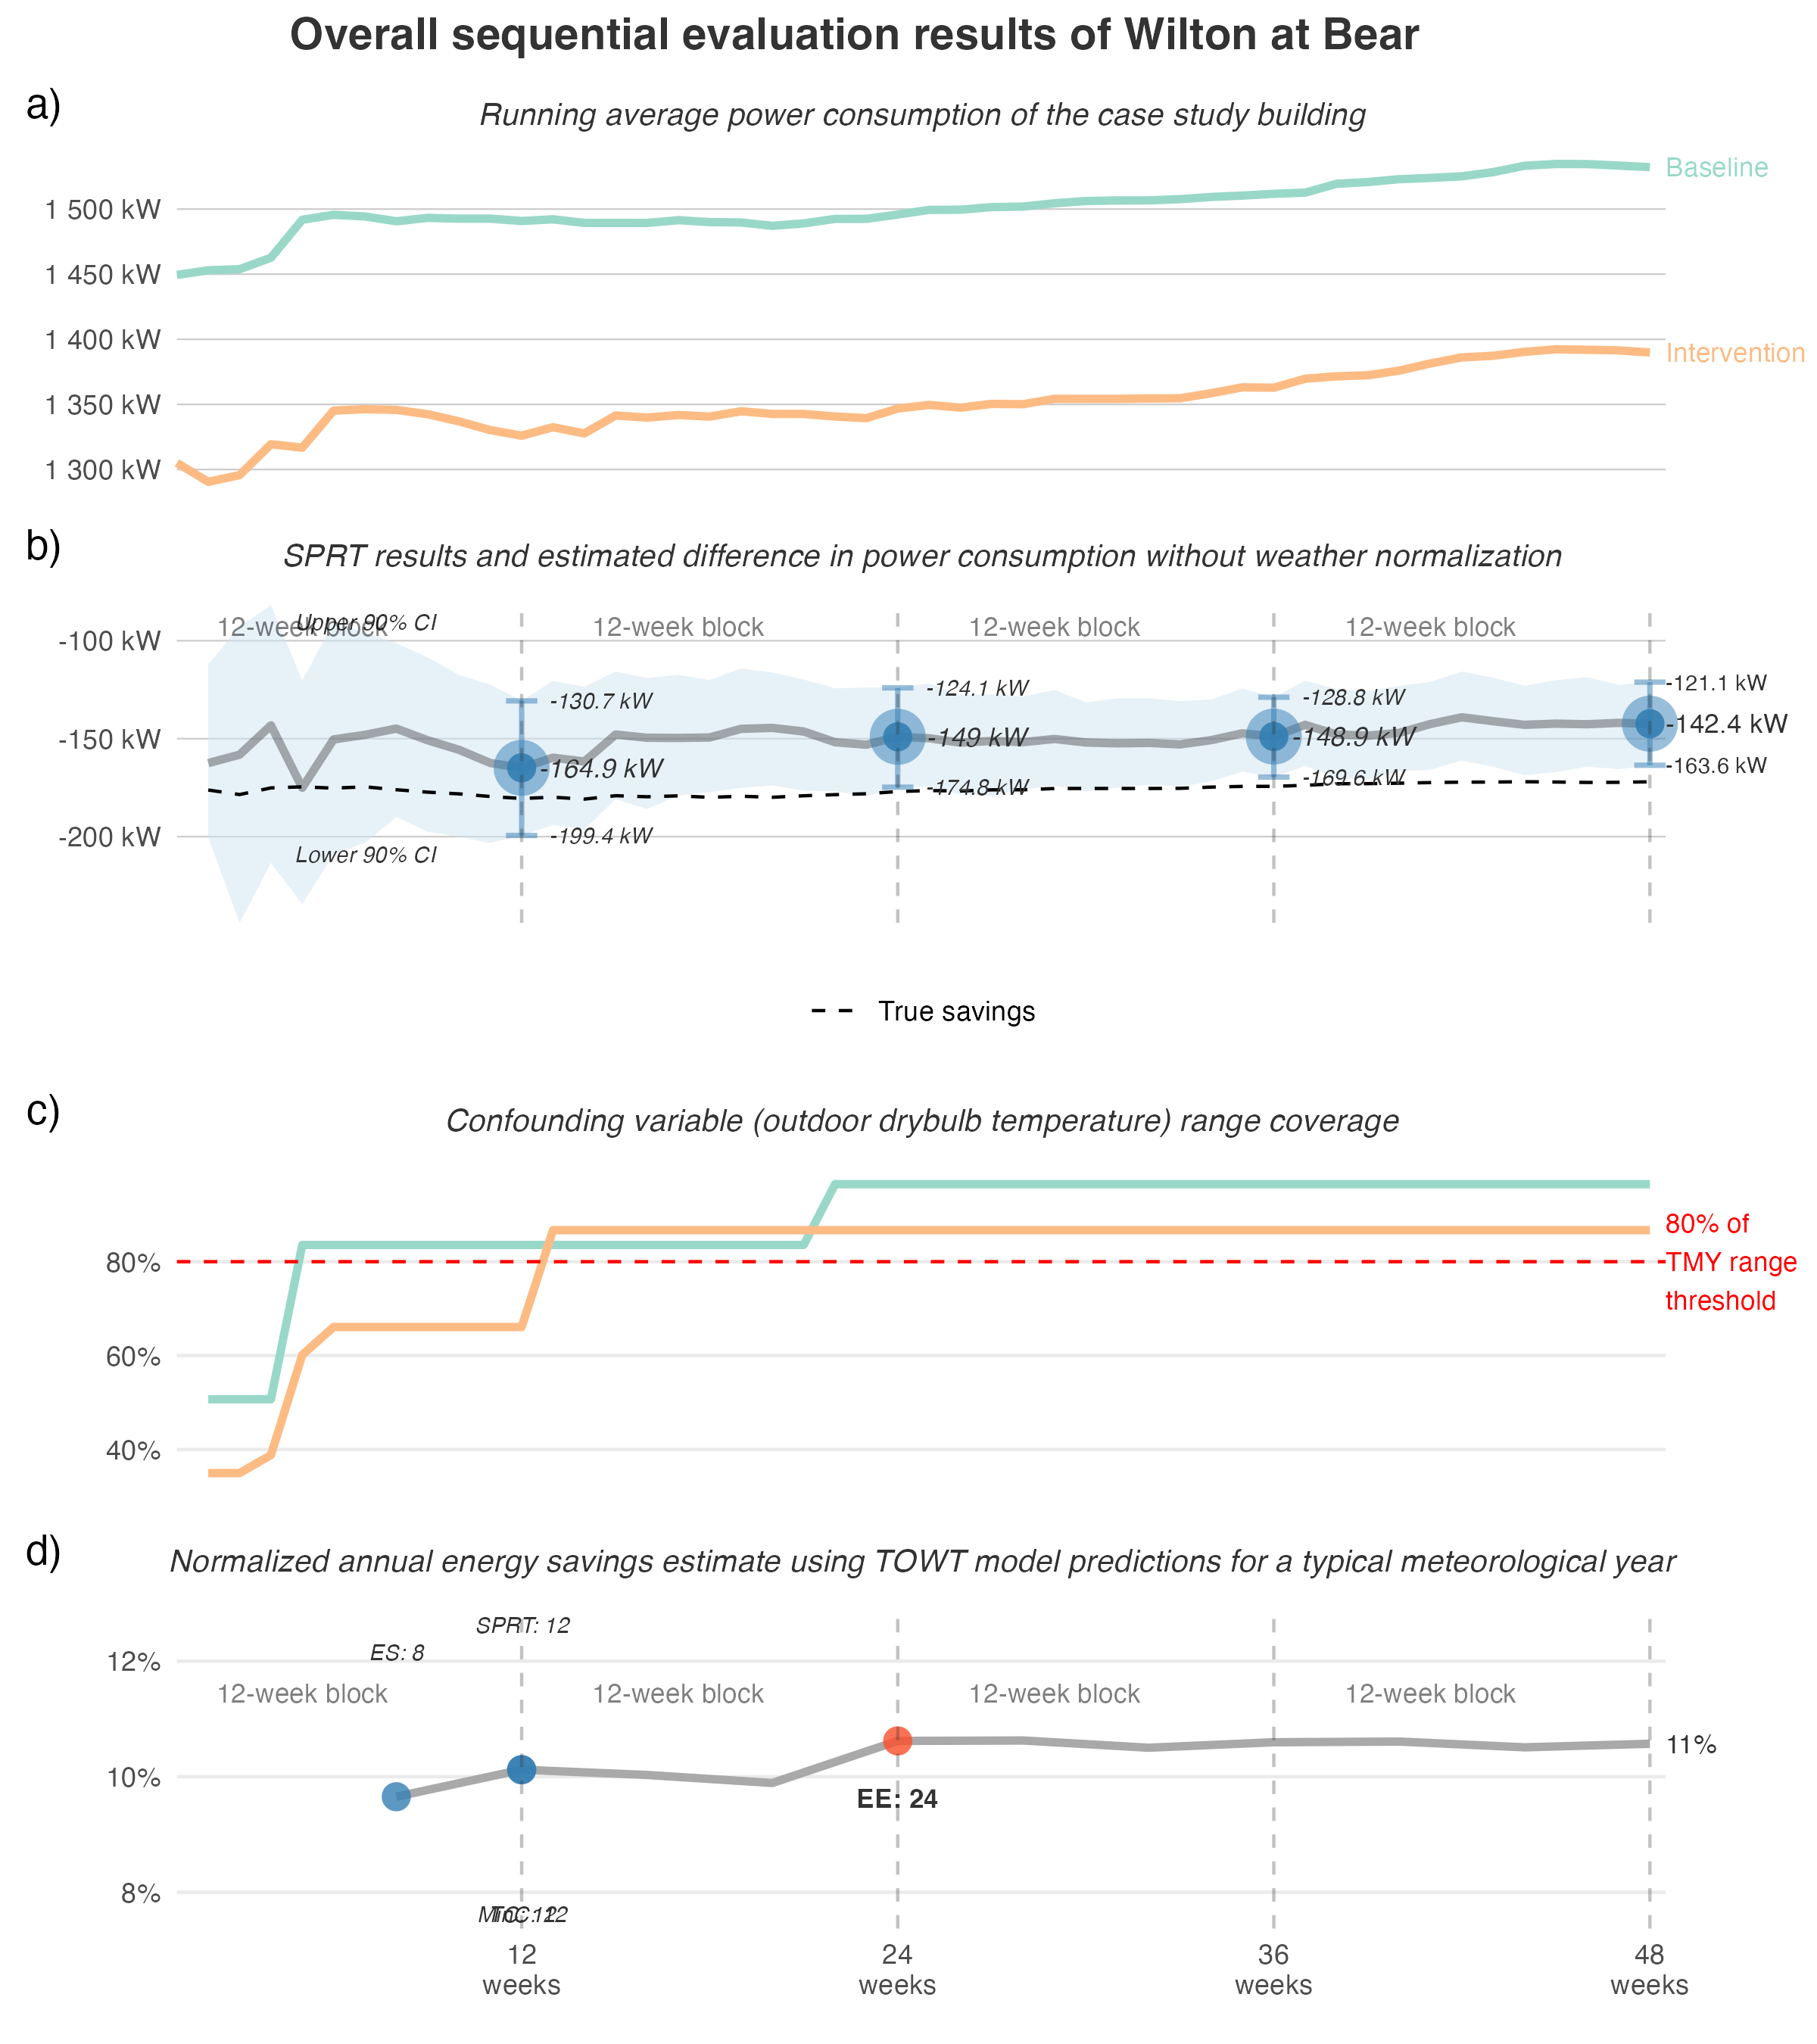 Overall sequential evaluation results of Wilton at Bear
a)
Running average power consumption of the case study building
Baseline
1 500 kW
1 450 kW
1 400 kW
Intervention
1 350 kW
1 300 kW
b)
SPRT results and estimated difference in power consumption without weather normalization
12-week block
Upper 90% CI
12-week block
12-week block
12-week block
-100 kW
-130.7 kW
-124.1 kW
-128.8 kW
-121.1 kW
-150 kW
-164.9 kW
-149 kW
-148.9 kW
-142.4 kW
-174.8 kW
-169.6 kW
-163.6 kW
-200 kW
-199.4 kW
Lower 90% CI
True savings
c)
Confounding variable (outdoor drybulb temperature) range coverage
80% of
TMY range
threshold
80%
60%
40%
d)
Normalized annual energy savings estimate using TOWT model predictions for a typical meteorological year
SPRT: 12
ES: 8
12%
12-week block
12-week block
12-week block
12-week block
11%
10%
EE: 24
8%
12
weeks
24
weeks
36
weeks
48
weeks